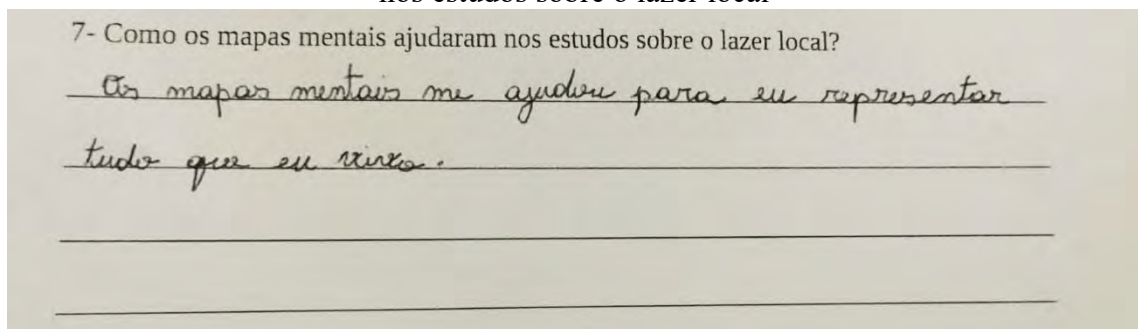 nos estudos sobre o lazer local
7- Como os mapas mentais ajudaram nos estudos sobre o lazer local?
Os mapas mentais me ajudou para eu representar
tudo que eu vivo.